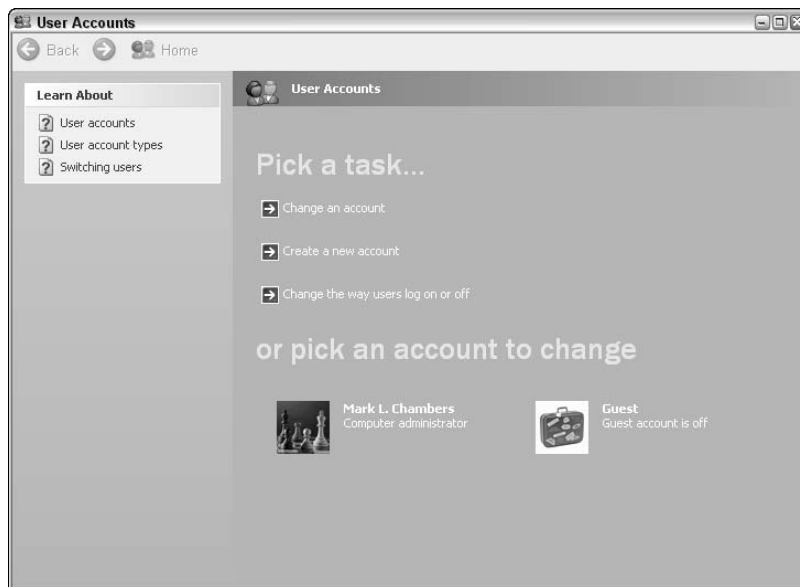 User Accounts
Back Home
Learn About
User accounts
User account types
Switching users
User Accounts
Pick a task...
Change an account
Create a new account
Change the way users log on or off
or pick an account to change
Mark L. Chambers
Computer administrator
Guest
Guest account is off